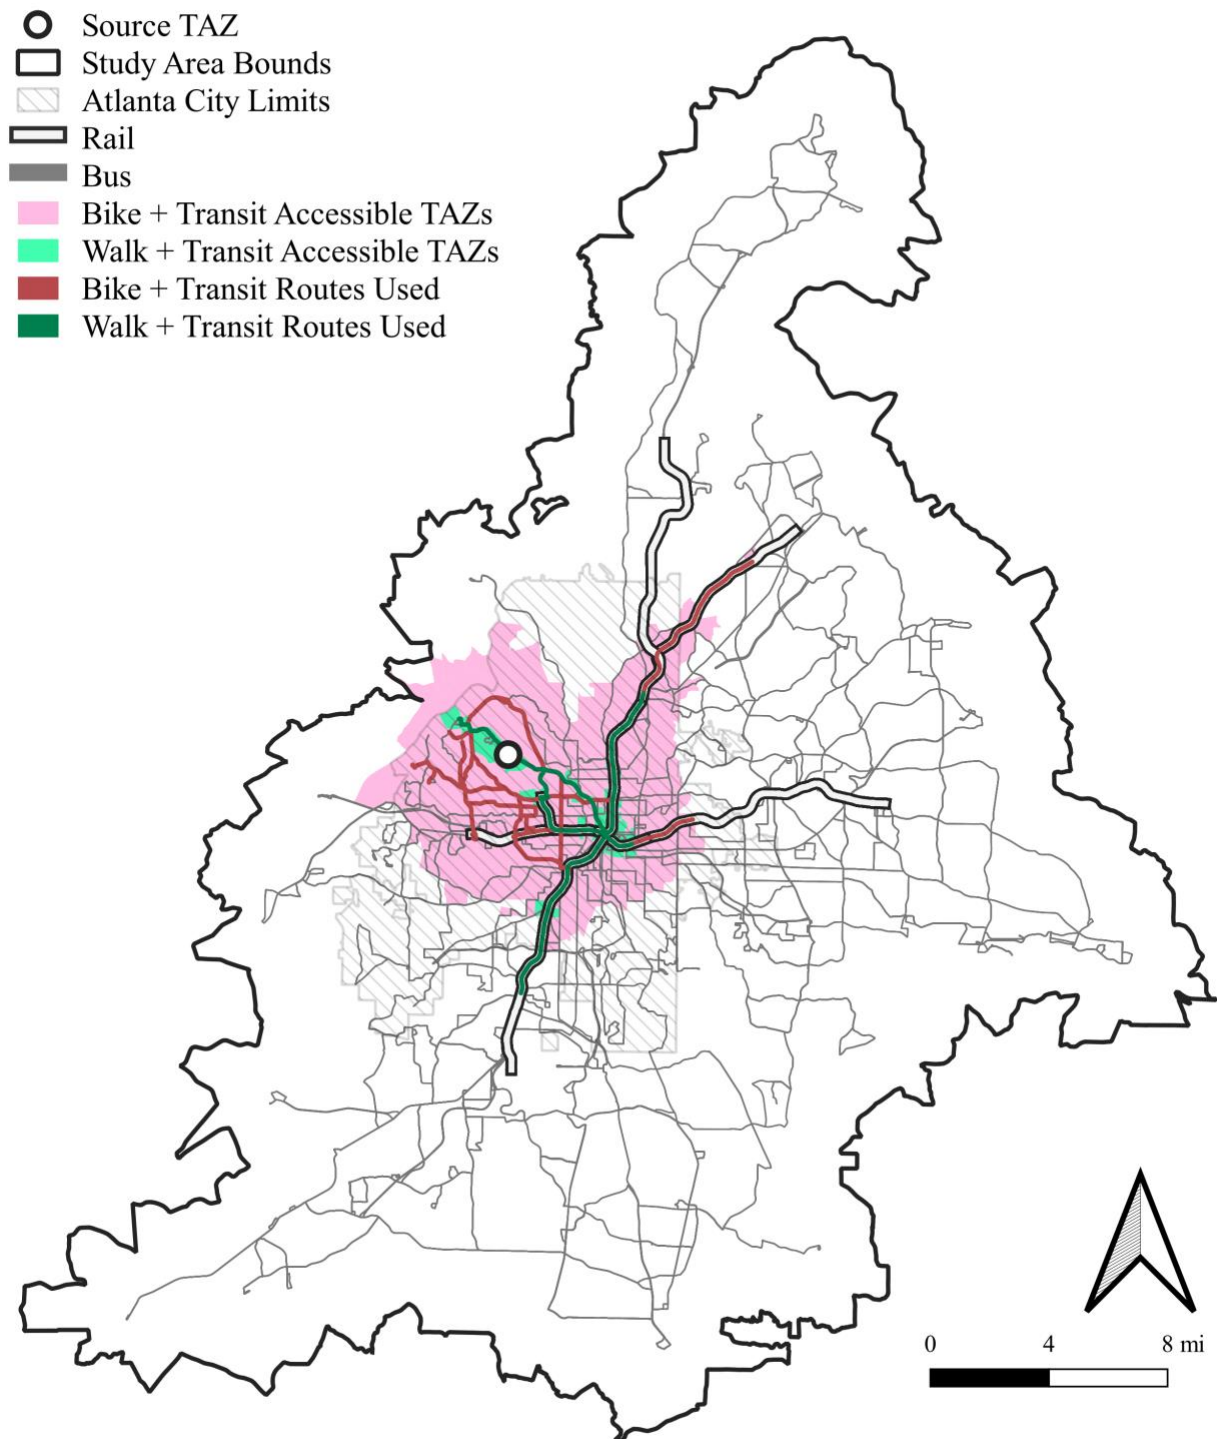 Source TAZ
Study Area Bounds
Atlanta City Limits
Rail
Bus
Bike + Transit Accessible TAZs
Walk + Transit Accessible TAZs
Bike + Transit Routes Used
Walk + Transit Routes Used
0 4 8 mi